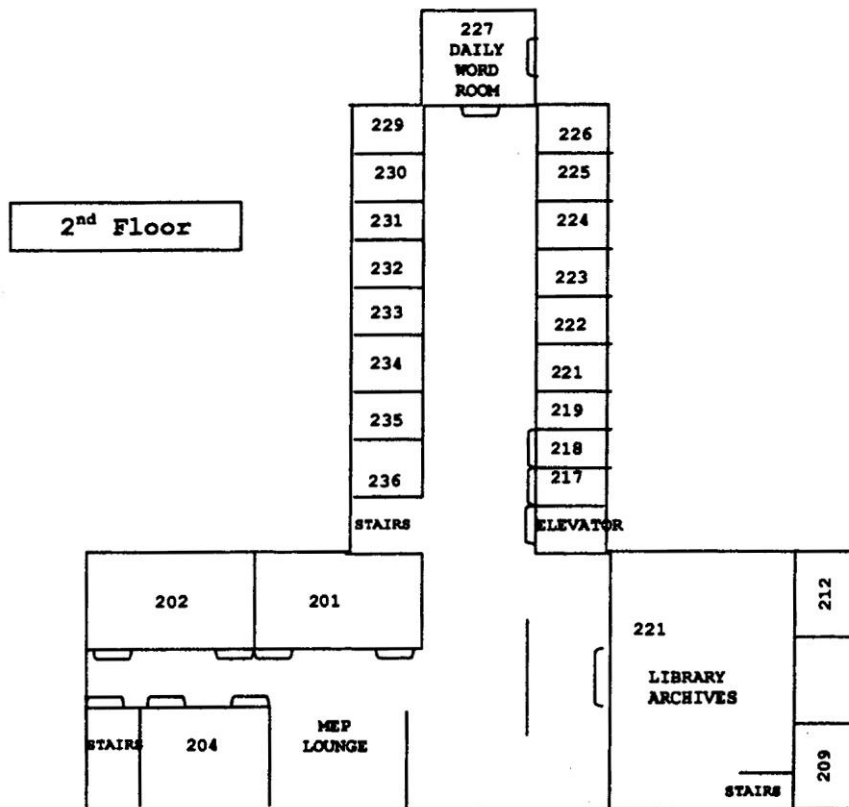 227
DAILY
WORD
ROOM
229
226
230
225
2nd Floor
231
224
232
223
233
222
234
221
235
219
218
236
217
STAIRS
ELEVATOR
202
201
221
212
LIBRARY
ARCHIVES
STAIRS
204
MEP
LOUNGE
209
STAIRS